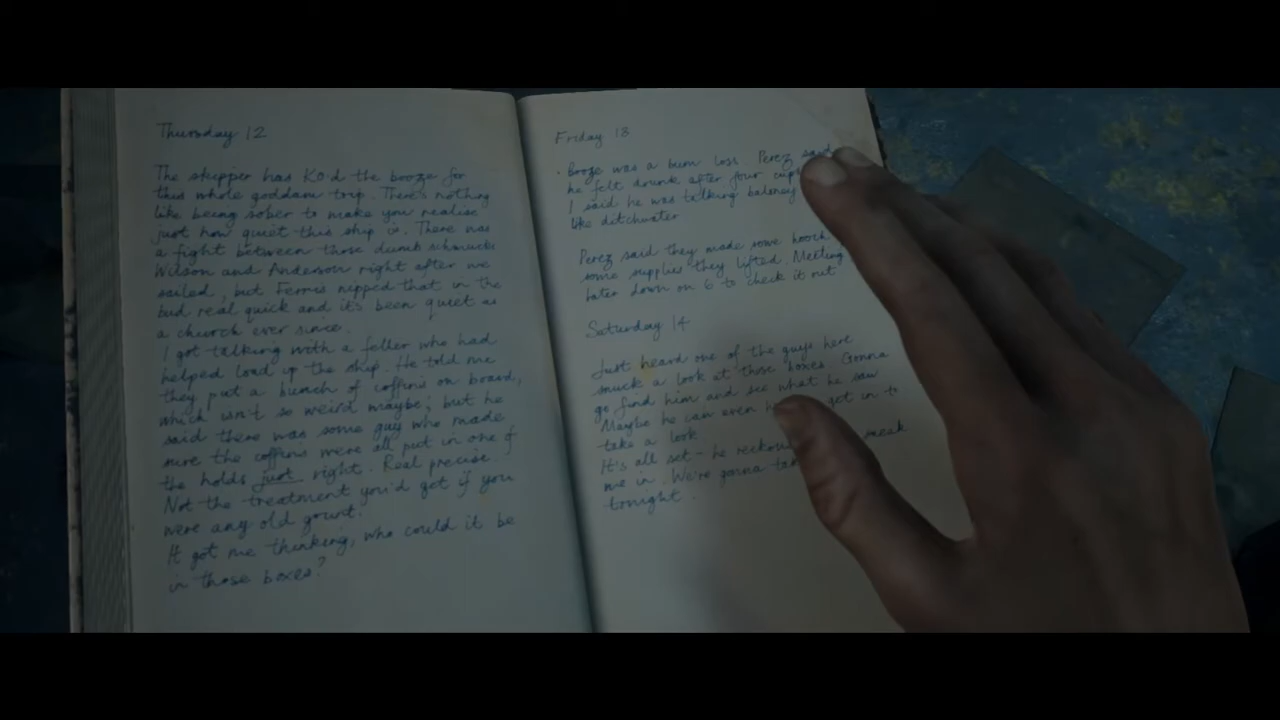 Thursday 12
The skipper has KO'd the booze for
this whole goddam trip. There's nothing
like being sober to make you realise
just how quiet this ship is. There was
a fight between those dumb schmucks
Wilson and Anderson right after we
sailed, but Ferris nipped that in the
bud real quick and it's been quiet as
a church ever since.
I got talking with a feller who had
helped load up the ship. He told me
they put a bunch of coffins on board,
which isn't so weird maybe; but he
said there was some guy who made
sure the coffins were all put in one of
the holds just right. Real precise.
Not the treatment you'd get if you
were any old grunt.
It got me thinking, who could it be
in those boxes?
Friday 13
Booze was a bum loss. Perez said
he felt drunk after four cups
I said he was talking baloney
like ditchwater
Perez said they made some hooch
some supplies they lifted. Meeting
later down on 6 to check it out
Saturday 14
Just heard one of the guys here
snuck a look at those boxes. Gonna
go find him and see what he saw
Maybe he can even get in to
take a look
It's all set - he reckons sneak
me in. We're gonna
tonight.